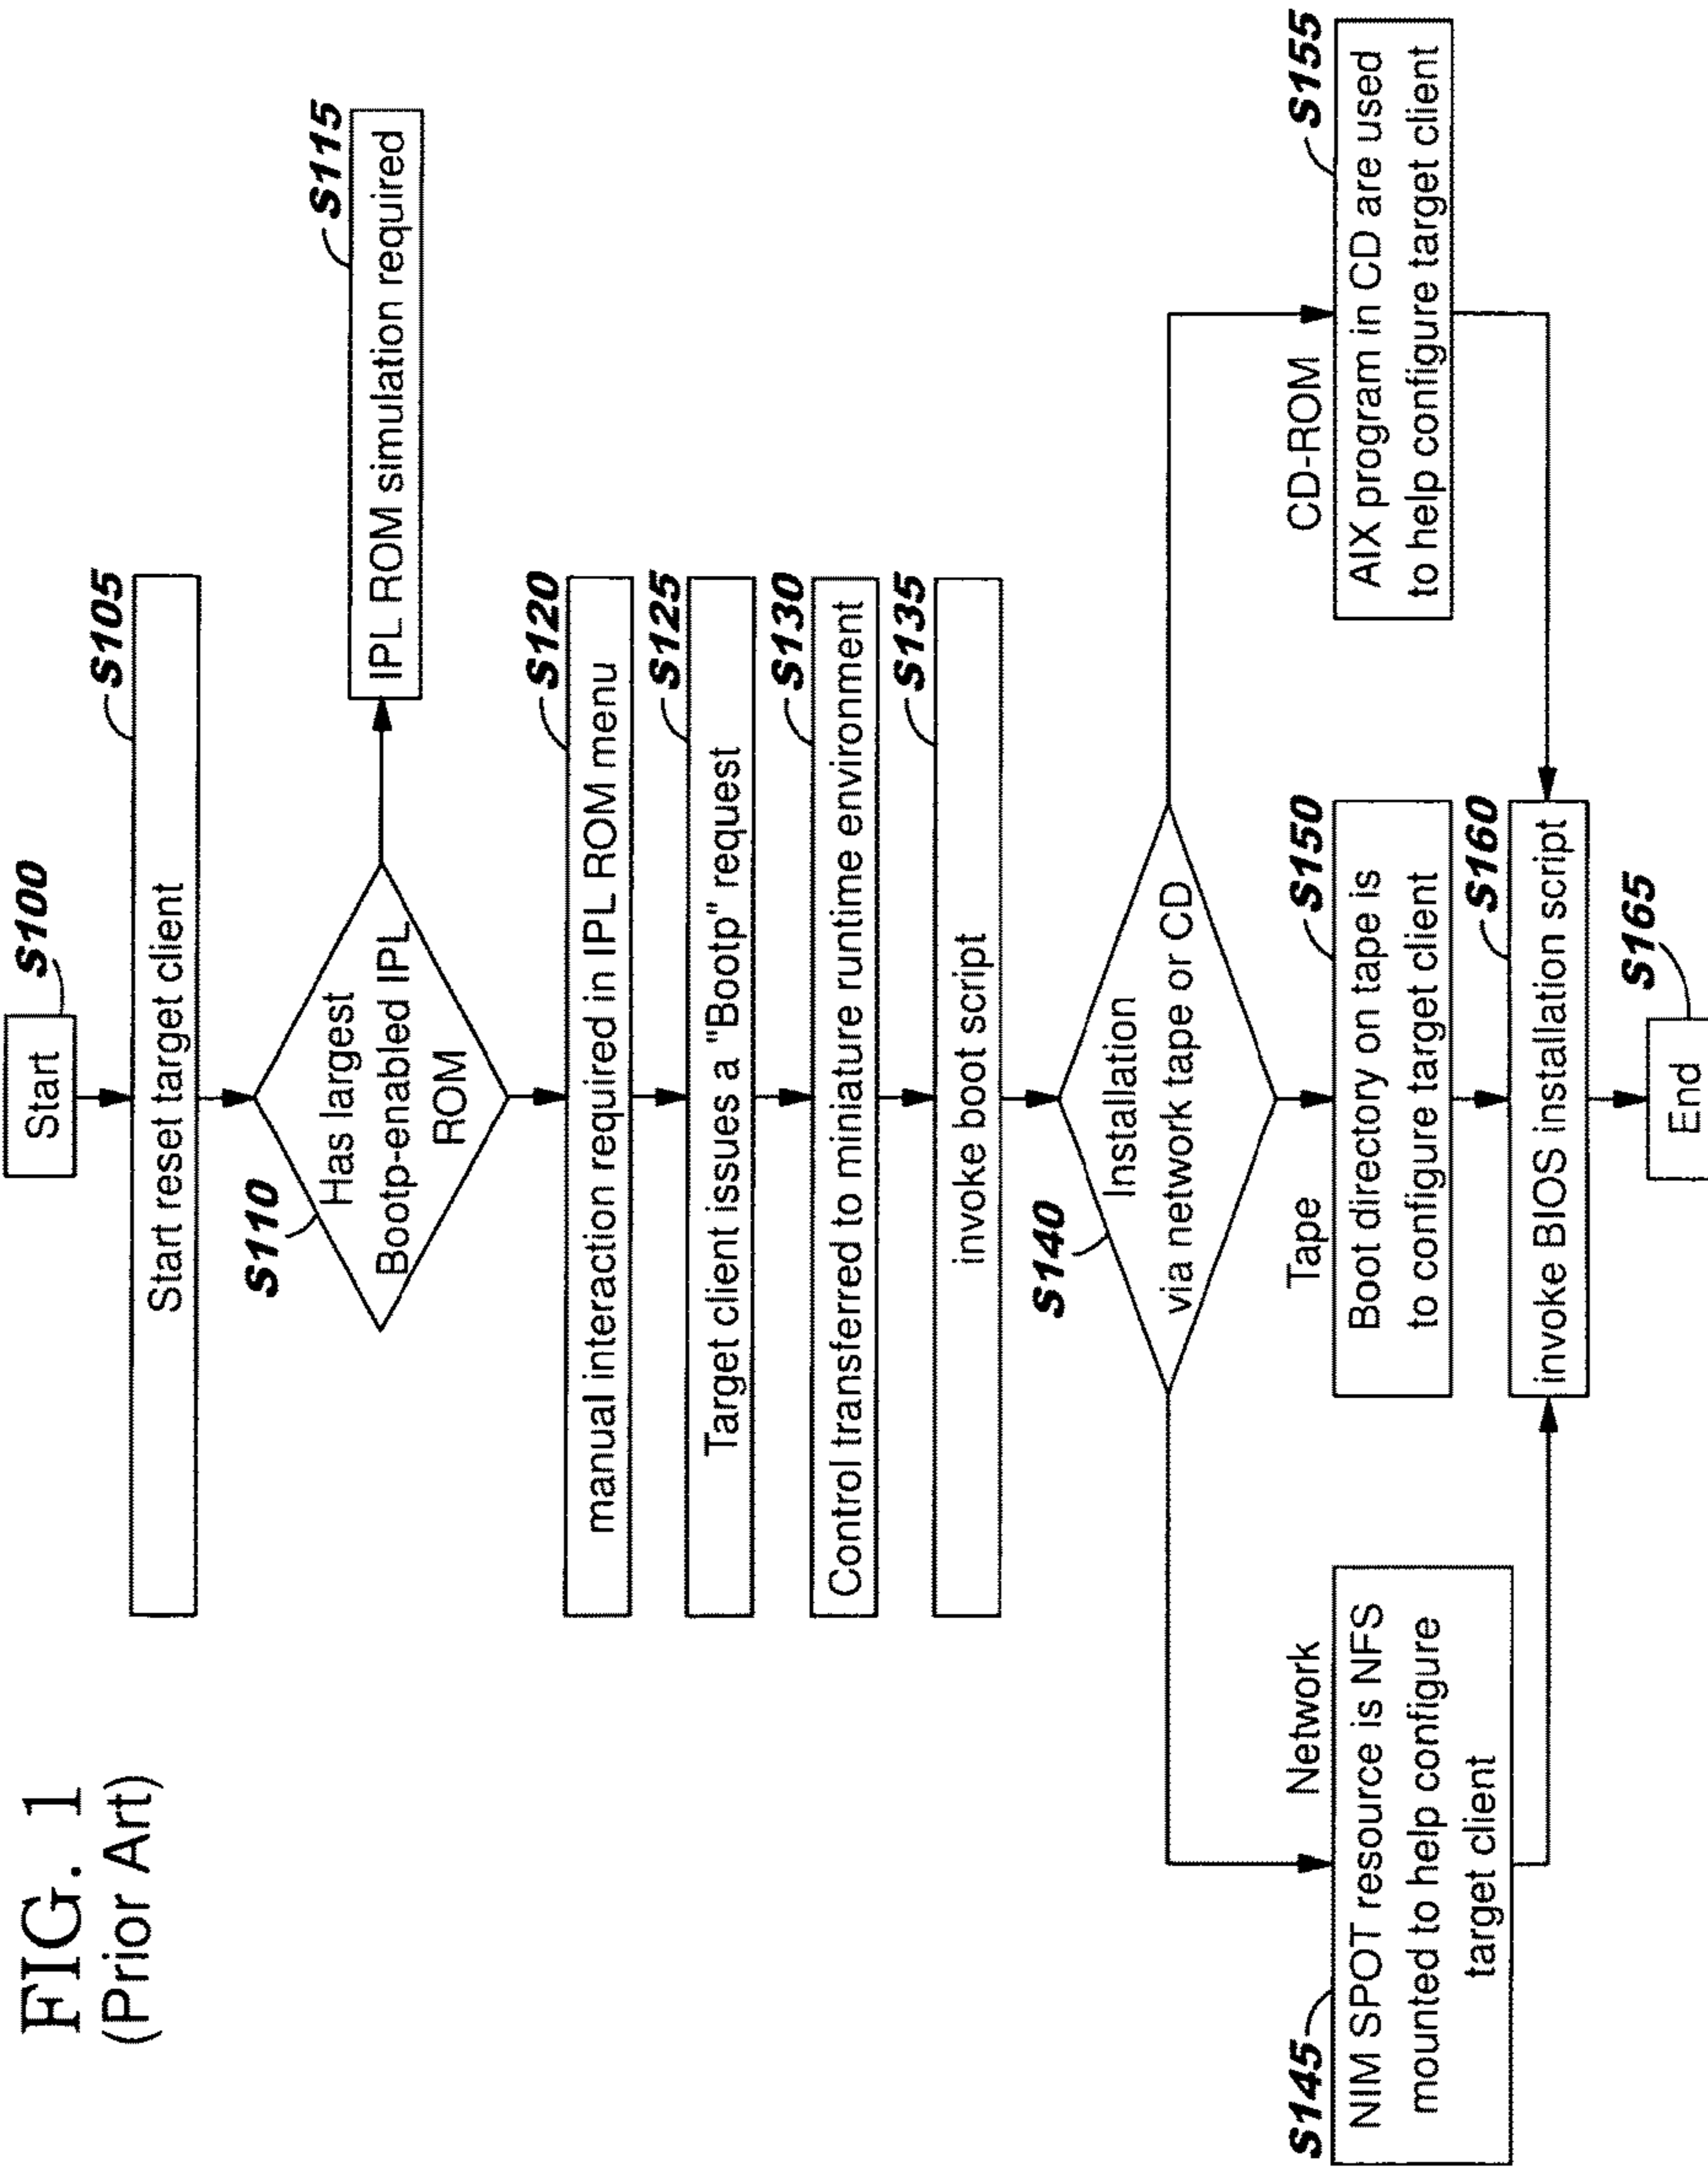 FIG. 1
(Prior Art)
Start
S100
Start reset target client
S105
S110
Has largest
Bootp-enabled IPL
ROM
IPL ROM simulation required
S115
manual interaction required in IPL ROM menu
S120
Target client issues a "Bootp" request
S125
Control transferred to miniature runtime environment
S130
invoke boot script
S135
S140
Installation
via network tape or CD
Network
S145
NIM SPOT resource is NFS
mounted to help configure
target client
Tape
S150
Boot directory on tape is
to configure target client
CD-ROM
S155
AIX program in CD are used
to help configure target client
S160
invoke BIOS installation script
S165
End